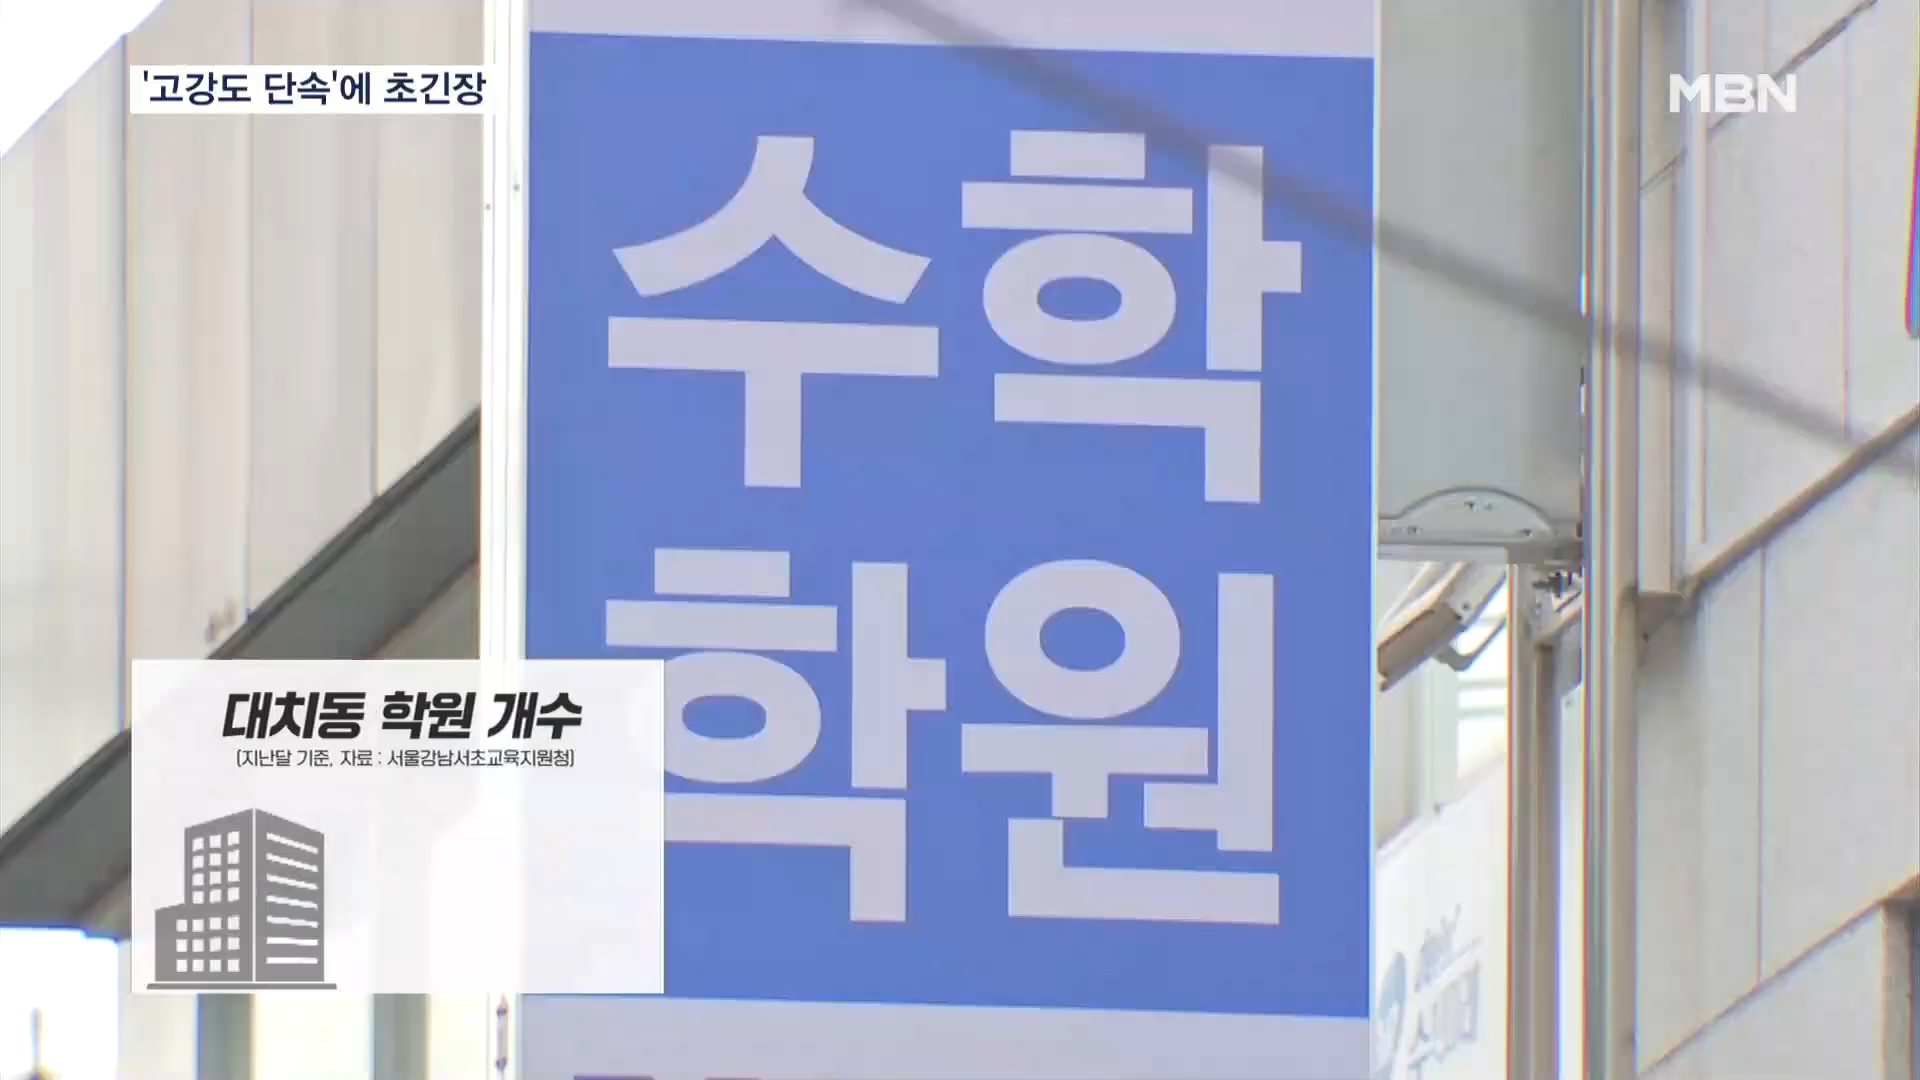 '고강도 단속'에 초긴장
MBN
수학
학원
대치동 학원 개수
(지난달 기준, 자료 : 서울강남서초교육지원청)